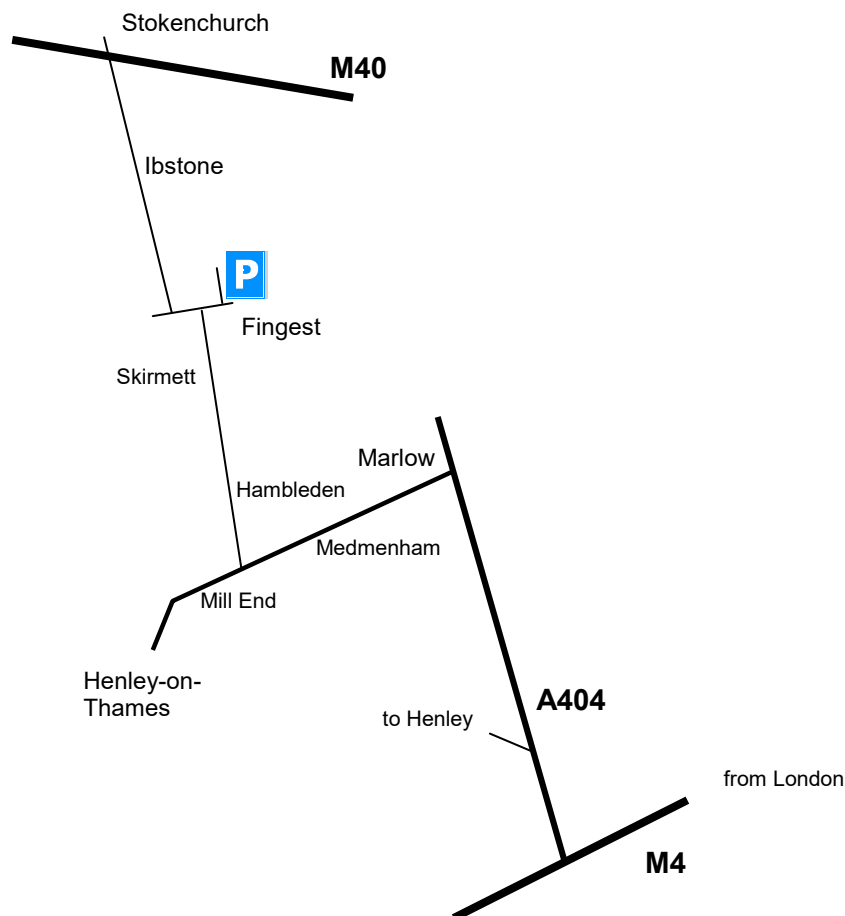 Stokenchurch
M40
Ibstone
P
Fingest
Skirmett
Marlow
Hambleden
Medmenham
Mill End
Henley-on-
Thames
A404
to Henley
from London
M4